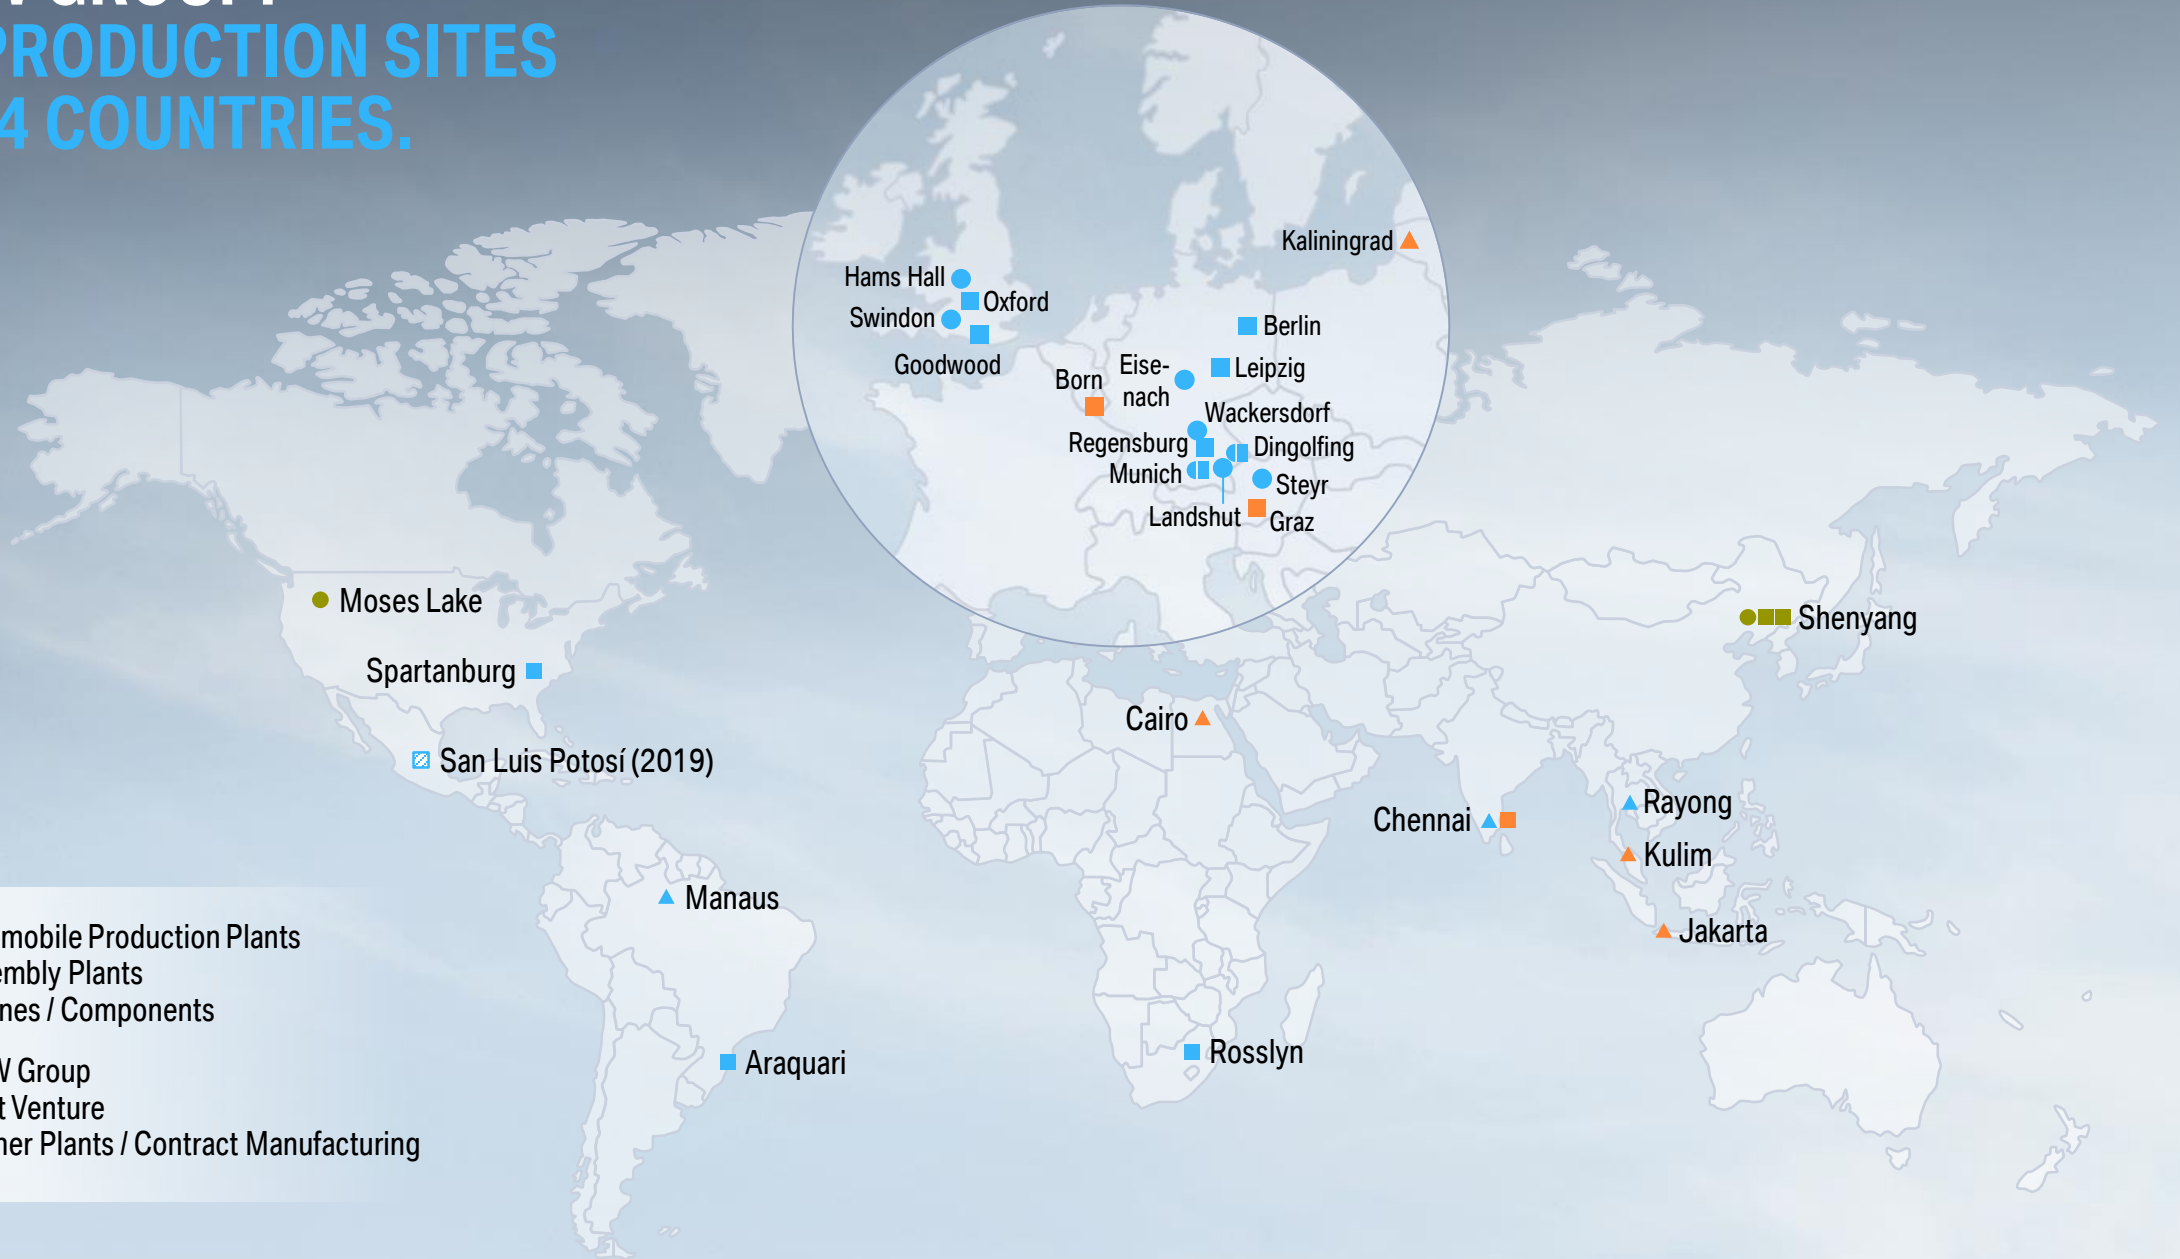 GROUP:
PRODUCTION SITES
4 COUNTRIES.
Kaliningrad
Hams Hall
Oxford
Swindon
Goodwood
Berlin
Leipzig
Eise-
nach
Born
Wackersdorf
Regensburg
Dingolfing
Munich
Steyr
Landshut
Graz
Moses Lake
Shenyang
Spartanburg
Cairo
San Luis Potosí (2019)
Rayong
Chennai
Kulim
Manaus
Jakarta
mobile Production Plants
embly Plants
nes / Components
Rosslyn
Araquari
W Group
t Venture
ner Plants / Contract Manufacturing